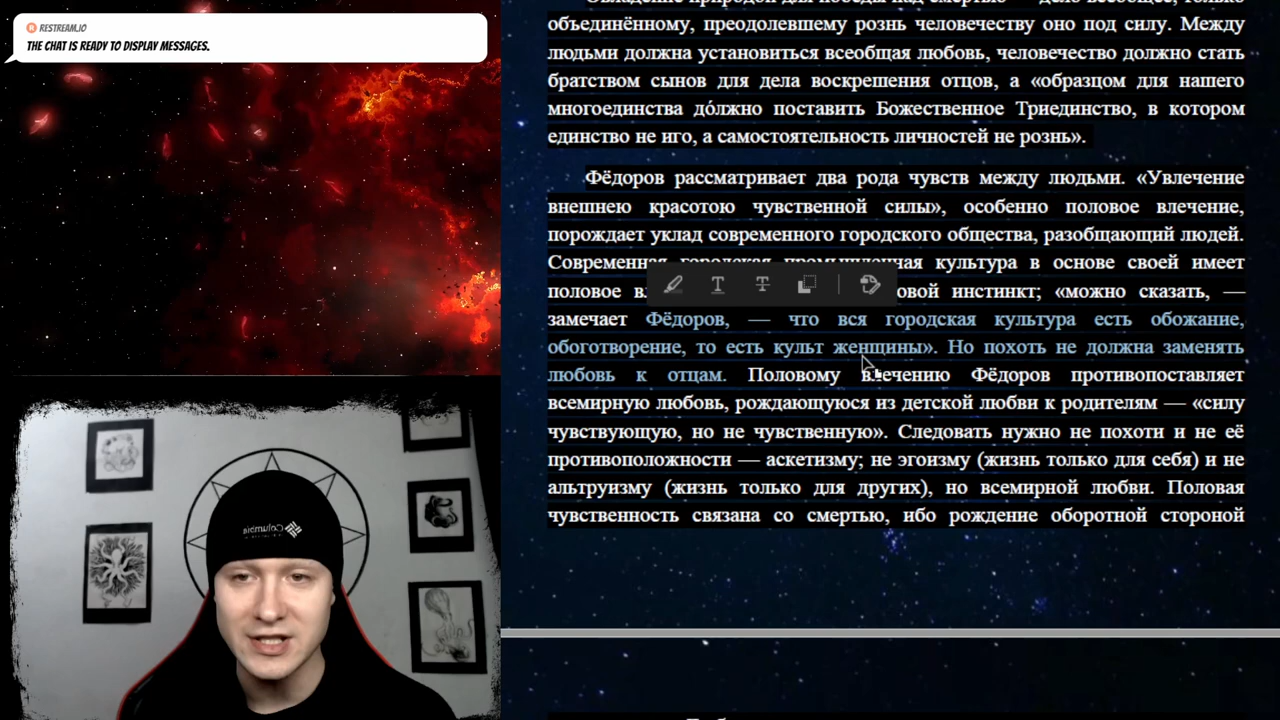 RESTREAM.IO
THE CHAT IS READY TO DISPLAY MESSAGES.
объединённому, преодолевшему рознь человечеству оно под силу. Между
людьми должна установиться всеобщая любовь, человечество должно стать
братством сынов для дела воскрешения отцов, а «образцом для нашего
многоединства до́лжно поставить Божественное Триединство, в котором
единство не иго, а самостоятельность личностей не рознь».
Фёдоров рассматривает два рода чувств между людьми. «Увлечение
внешнею красотою чувственной силы», особенно половое влечение,
порождает уклад современного городского общества, разобщающий людей.
Современная городская промышленная культура в основе своей имеет
половое инстинкт; «можно сказать, —
замечает Фёдоров, — что вся городская культура есть обожание,
обоготворение, то есть культ женщины». Но похоть не должна заменять
любовь к отцам. Половому влечению Фёдоров противопоставляет
всемирную любовь, рождающуюся из детской любви к родителям — «силу
чувствующую, но не чувственную». Следовать нужно не похоти и не её
противоположности — аскетизму; не эгоизму (жизнь только для себя) и не
альтруизму (жизнь только для других), но всемирной любви. Половая
чувственность связана со смертью, ибо рождение оборотной стороной
Columbia